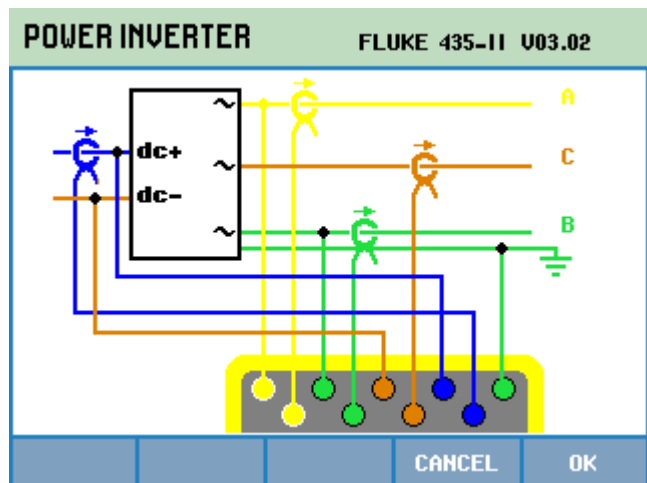 POWER INVERTER FLUKE 435-II V03.02
A
dc+
C
dc-
B
CANCEL OK